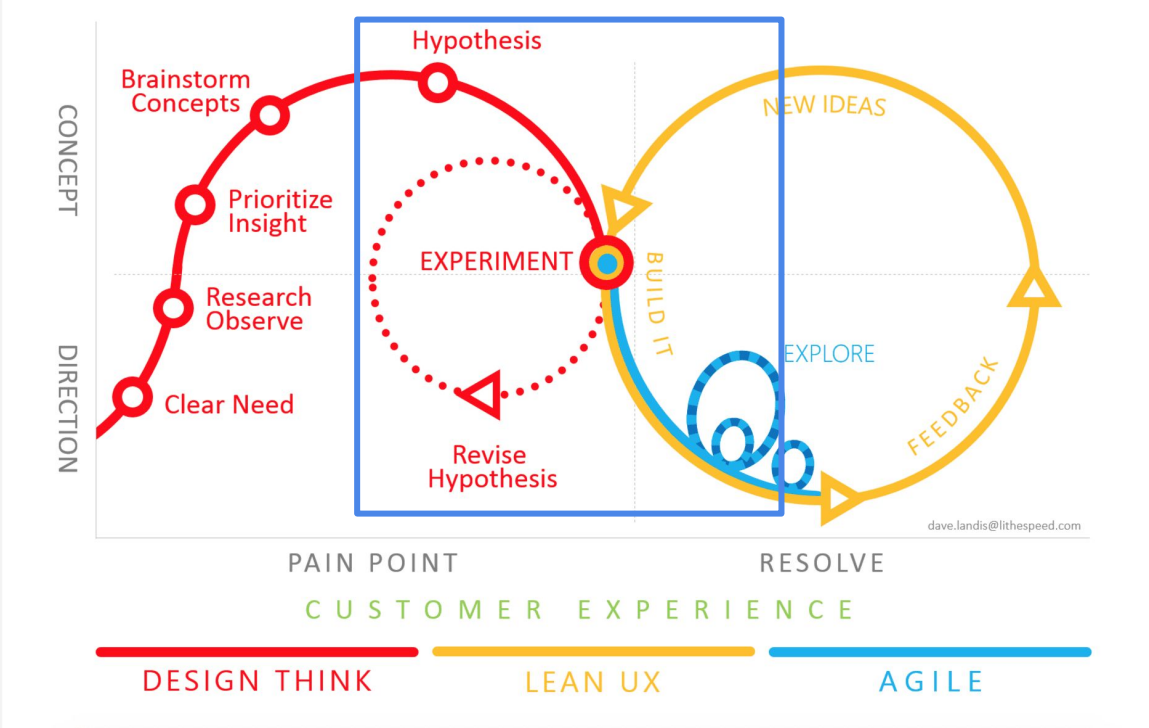 Hypothesis
Brainstorm
Concepts
NEW IDEAS
CONCEPT
Prioritize
Insight
EXPERIMENT
BUILD IT
Research
Observe
EXPLORE
DIRECTION
Clear Need
FEEDBACK
Revise
Hypothesis
dave.landis@lithespeed.com
PAIN POINT
RESOLVE
CUSTOMER EXPERIENCE
DESIGN THINK
LEAN UX
AGILE